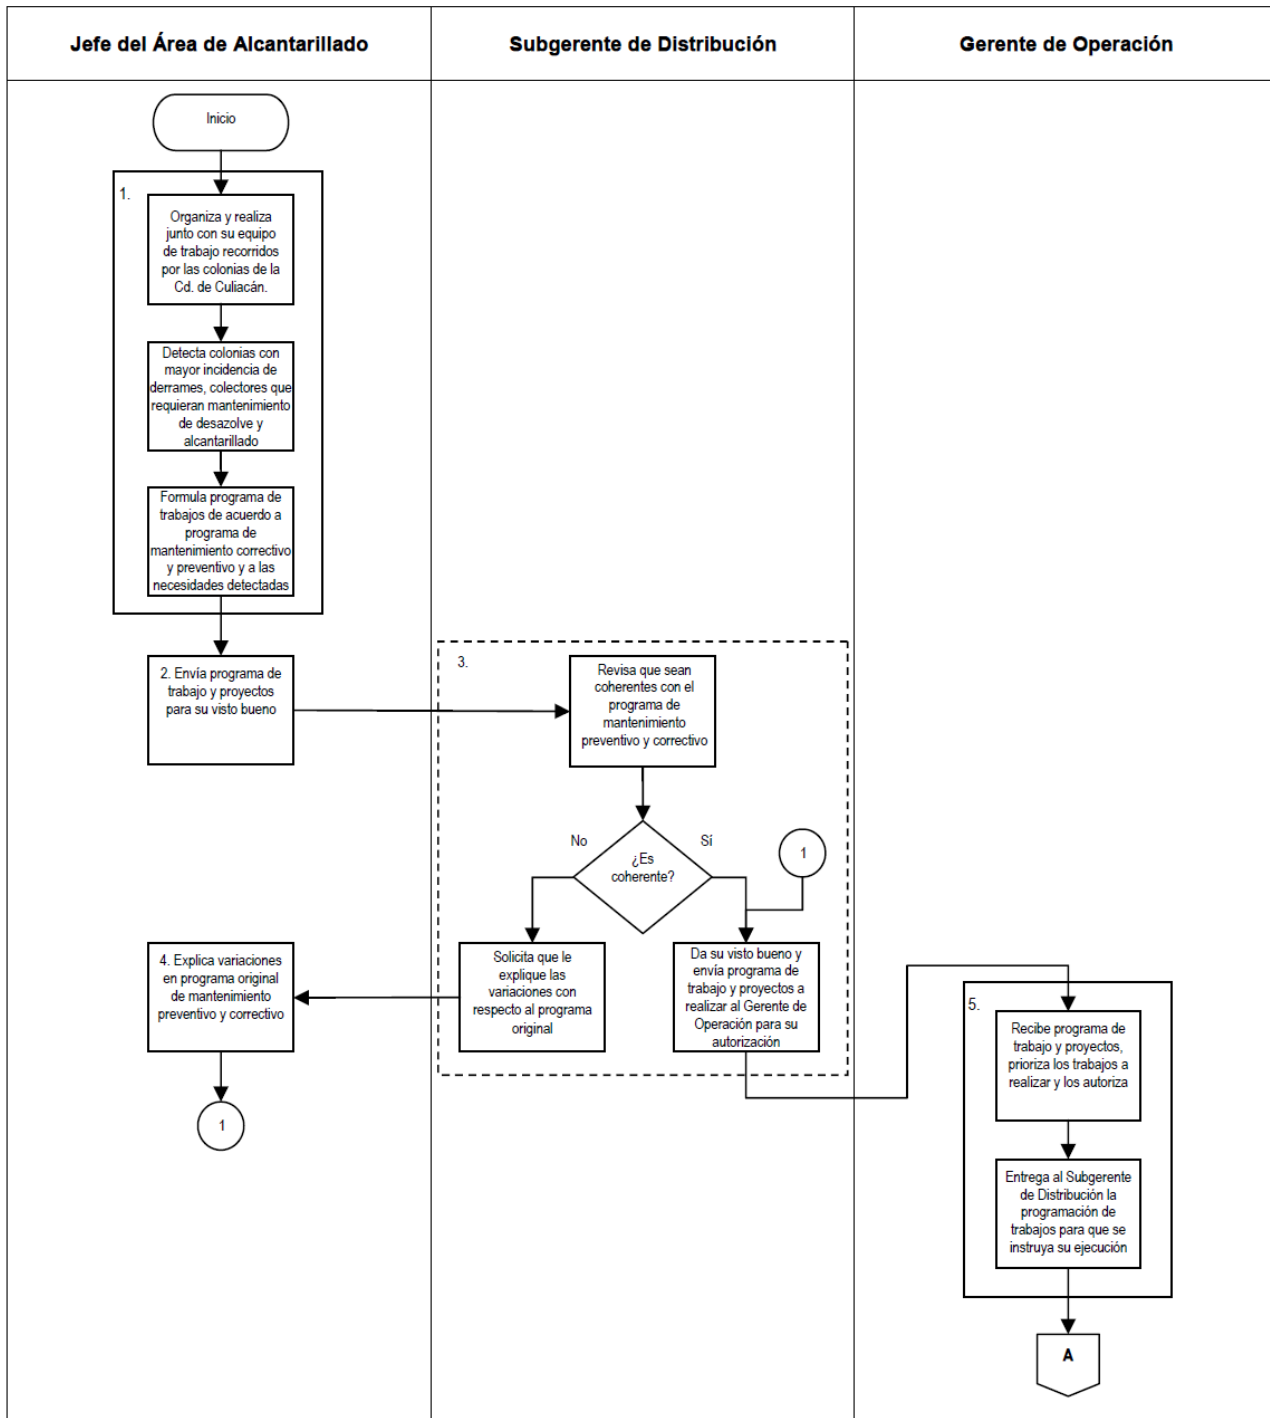 Jefe del Área de Alcantarillado
Subgerente de Distribución
Gerente de Operación
Inicio
1.
Organiza y realiza
junto con su equipo
de trabajo recorridos
por las colonias de la
Cd. de Culiacán.
Detecta colonias con
mayor incidencia de
derrames, colectores que
requieran mantenimiento
de desazolve y
alcantarillado
Formula programa de
trabajos de acuerdo a
programa de
mantenimiento correctivo
y preventivo y a las
necesidades detectadas
2. Envía programa de
trabajo y proyectos
para su visto bueno
3.
Revisa que sean
coherentes con el
programa de
mantenimiento
preventivo y correctivo
No
Sí
¿Es
coherente?
1
Solicita que le
explique las
variaciones con
respecto al programa
original
Da su visto bueno y
envía programa de
trabajo y proyectos a
realizar al Gerente de
Operación para su
autorización
4. Explica variaciones
en programa original
de mantenimiento
preventivo y correctivo
1
5.
Recibe programa de
trabajo y proyectos,
prioriza los trabajos a
realizar y los autoriza
Entrega al Subgerente
de Distribución la
programación de
trabajos para que se
instruya su ejecución
A